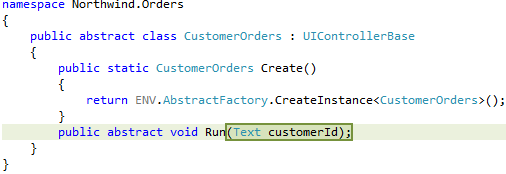 namespace Northwind.Orders
{
    public abstract class CustomerOrders : UIControllerBase
    {
        public static CustomerOrders Create()
        {
            return ENV.AbstractFactory.CreateInstance<CustomerOrders>();
        }
        public abstract void Run(Text customerId);
    }
}